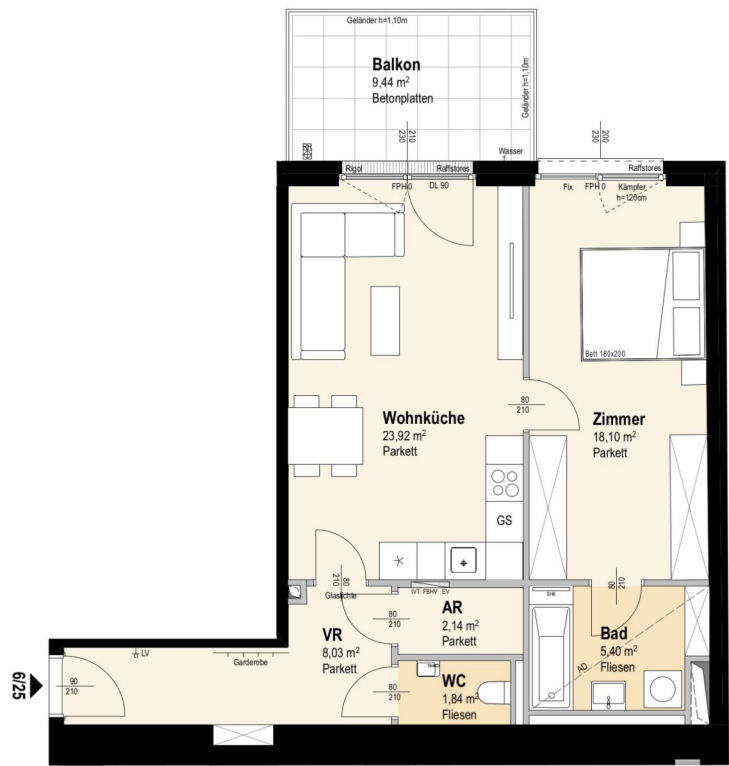 Geländer h=1,10m
Balkon
9,44 m²
Betonplatten
Geländer h=1,10m
RR
210
230
200
230
Wasser
Rigol
Raffstores
Raffstores
FPH 0
DL 90
Fix
FPH 0
Kämpfer
h=120cm
Bett 180x200
80
210
Wohnküche
23,92 m²
Parkett
Zimmer
18,10 m²
Parkett
GS
80
210
Glaslichte
IVT FBHV EV
80
210
SHK
80
210
AR
2,14 m²
Parkett
VR
8,03 m²
Parkett
Bad
5,40 m²
Fliesen
AD
LV
Garderobe
6/25
90
210
80
210
WC
1,84 m²
Fliesen